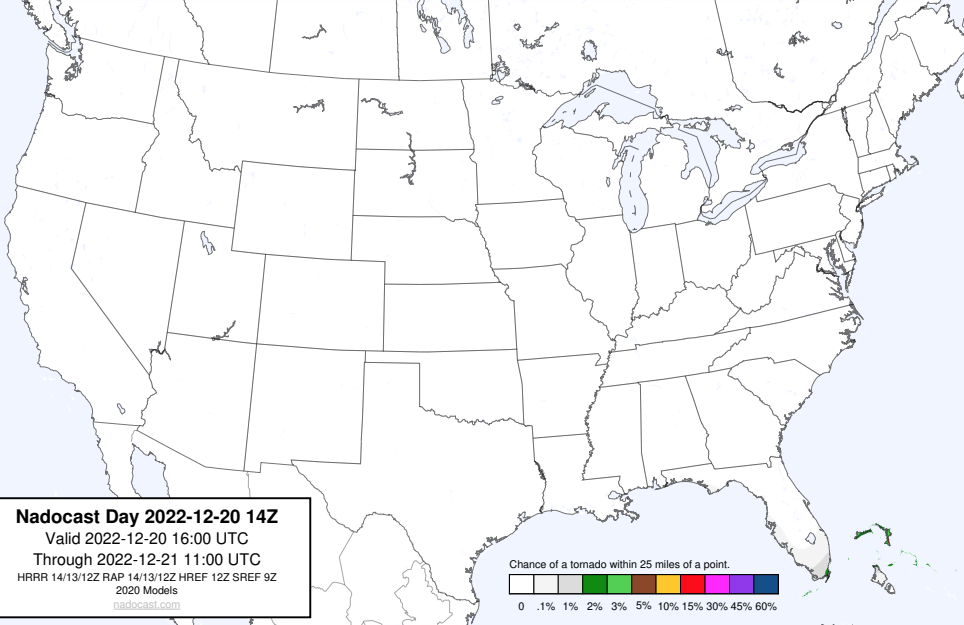 Nadocast Day 2022-12-20 14Z
Valid 2022-12-20 16:00 UTC
Through 2022-12-21 11:00 UTC
HRRR 14/13/12Z RAP 14/13/12Z HREF 12Z SREF 9Z
2020 Models
nadocast.com
Chance of a tornado within 25 miles of a point.
0 .1% 1% 2% 3% 5% 10% 15% 30% 45% 60%